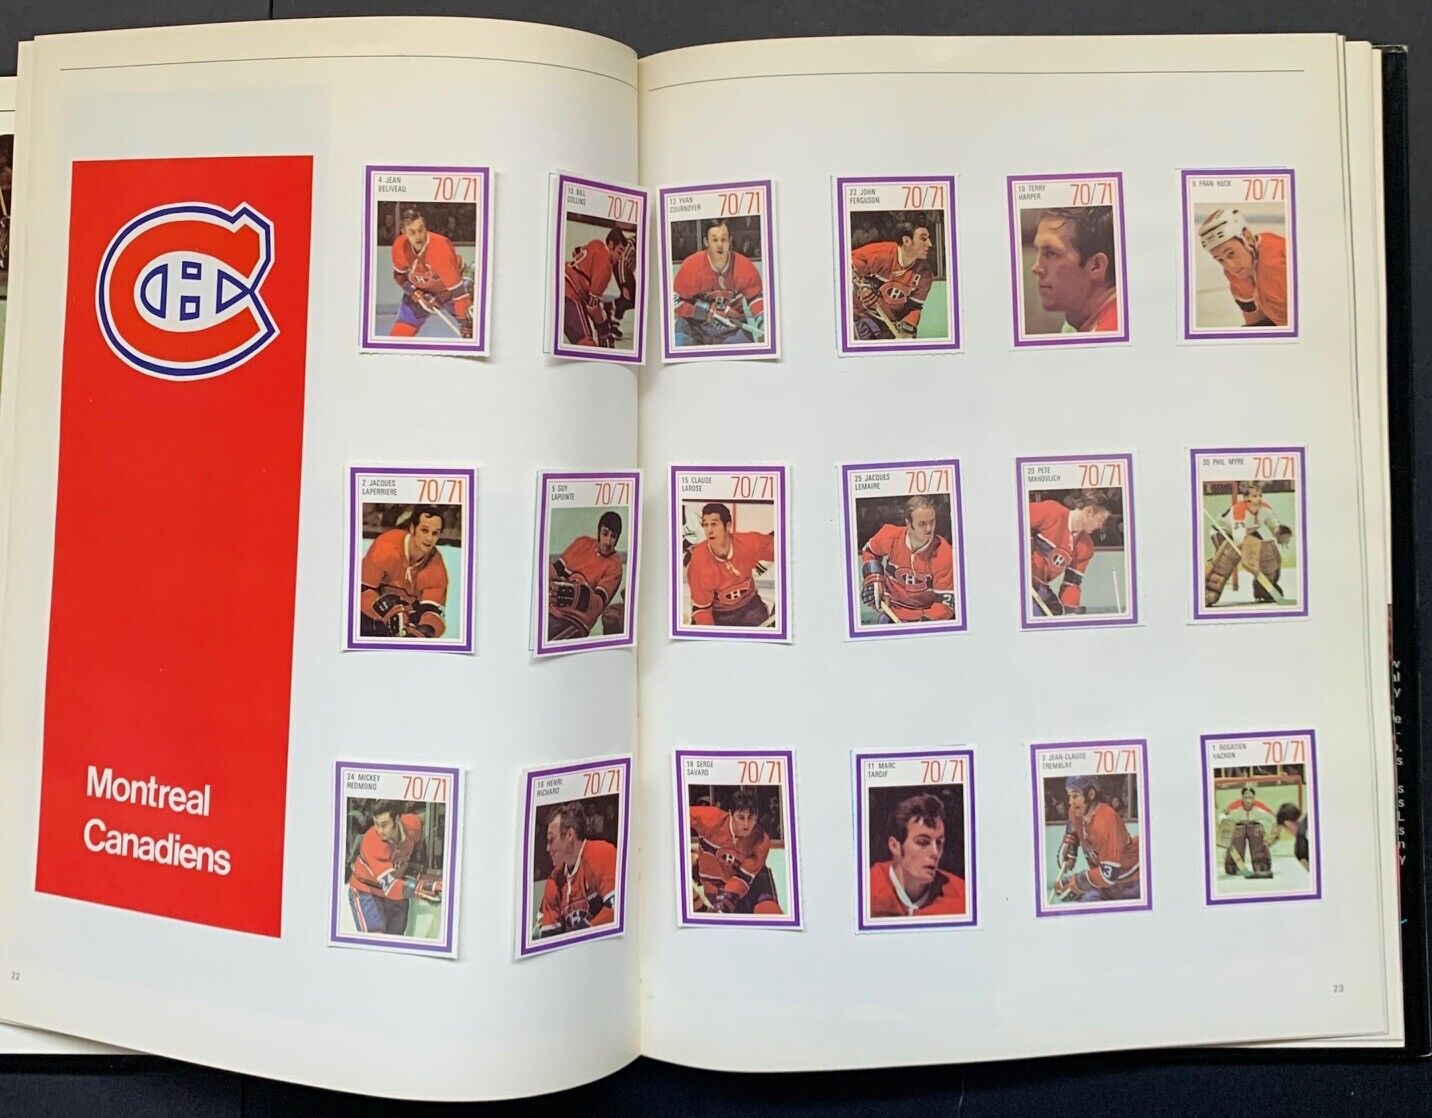 4 JEAN
BELIVEAU
70/71
10 BILL
COLLINS
70/71
12 YVAN
COURNOYER
70/71
22 JOHN
FERGUSON
70/71
19 TERRY
HARPER
70/71
0 FRAN HUCK
70/71
2 JACQUES
LAPERRIERE
70/71
5 GUY
LAPOINTE
70/71
15 CLAUDE
LAROSE
70/71
25 JACQUES
LEMAIRE
70/71
20 PETE
MAHOVLICH
70/71
30 PHIL MYRE
70/71
24 MICKEY
REDMOND
70/71
16 HENRI
RICHARD
70/71
18 SERGE
SAVARD
70/71
11 MARC
TARDIF
70/71
3 JEAN-CLAUDE
TREMBLAY
70/71
1 ROGATIEN
VACHON
70/71
Montreal
Canadiens
22
23